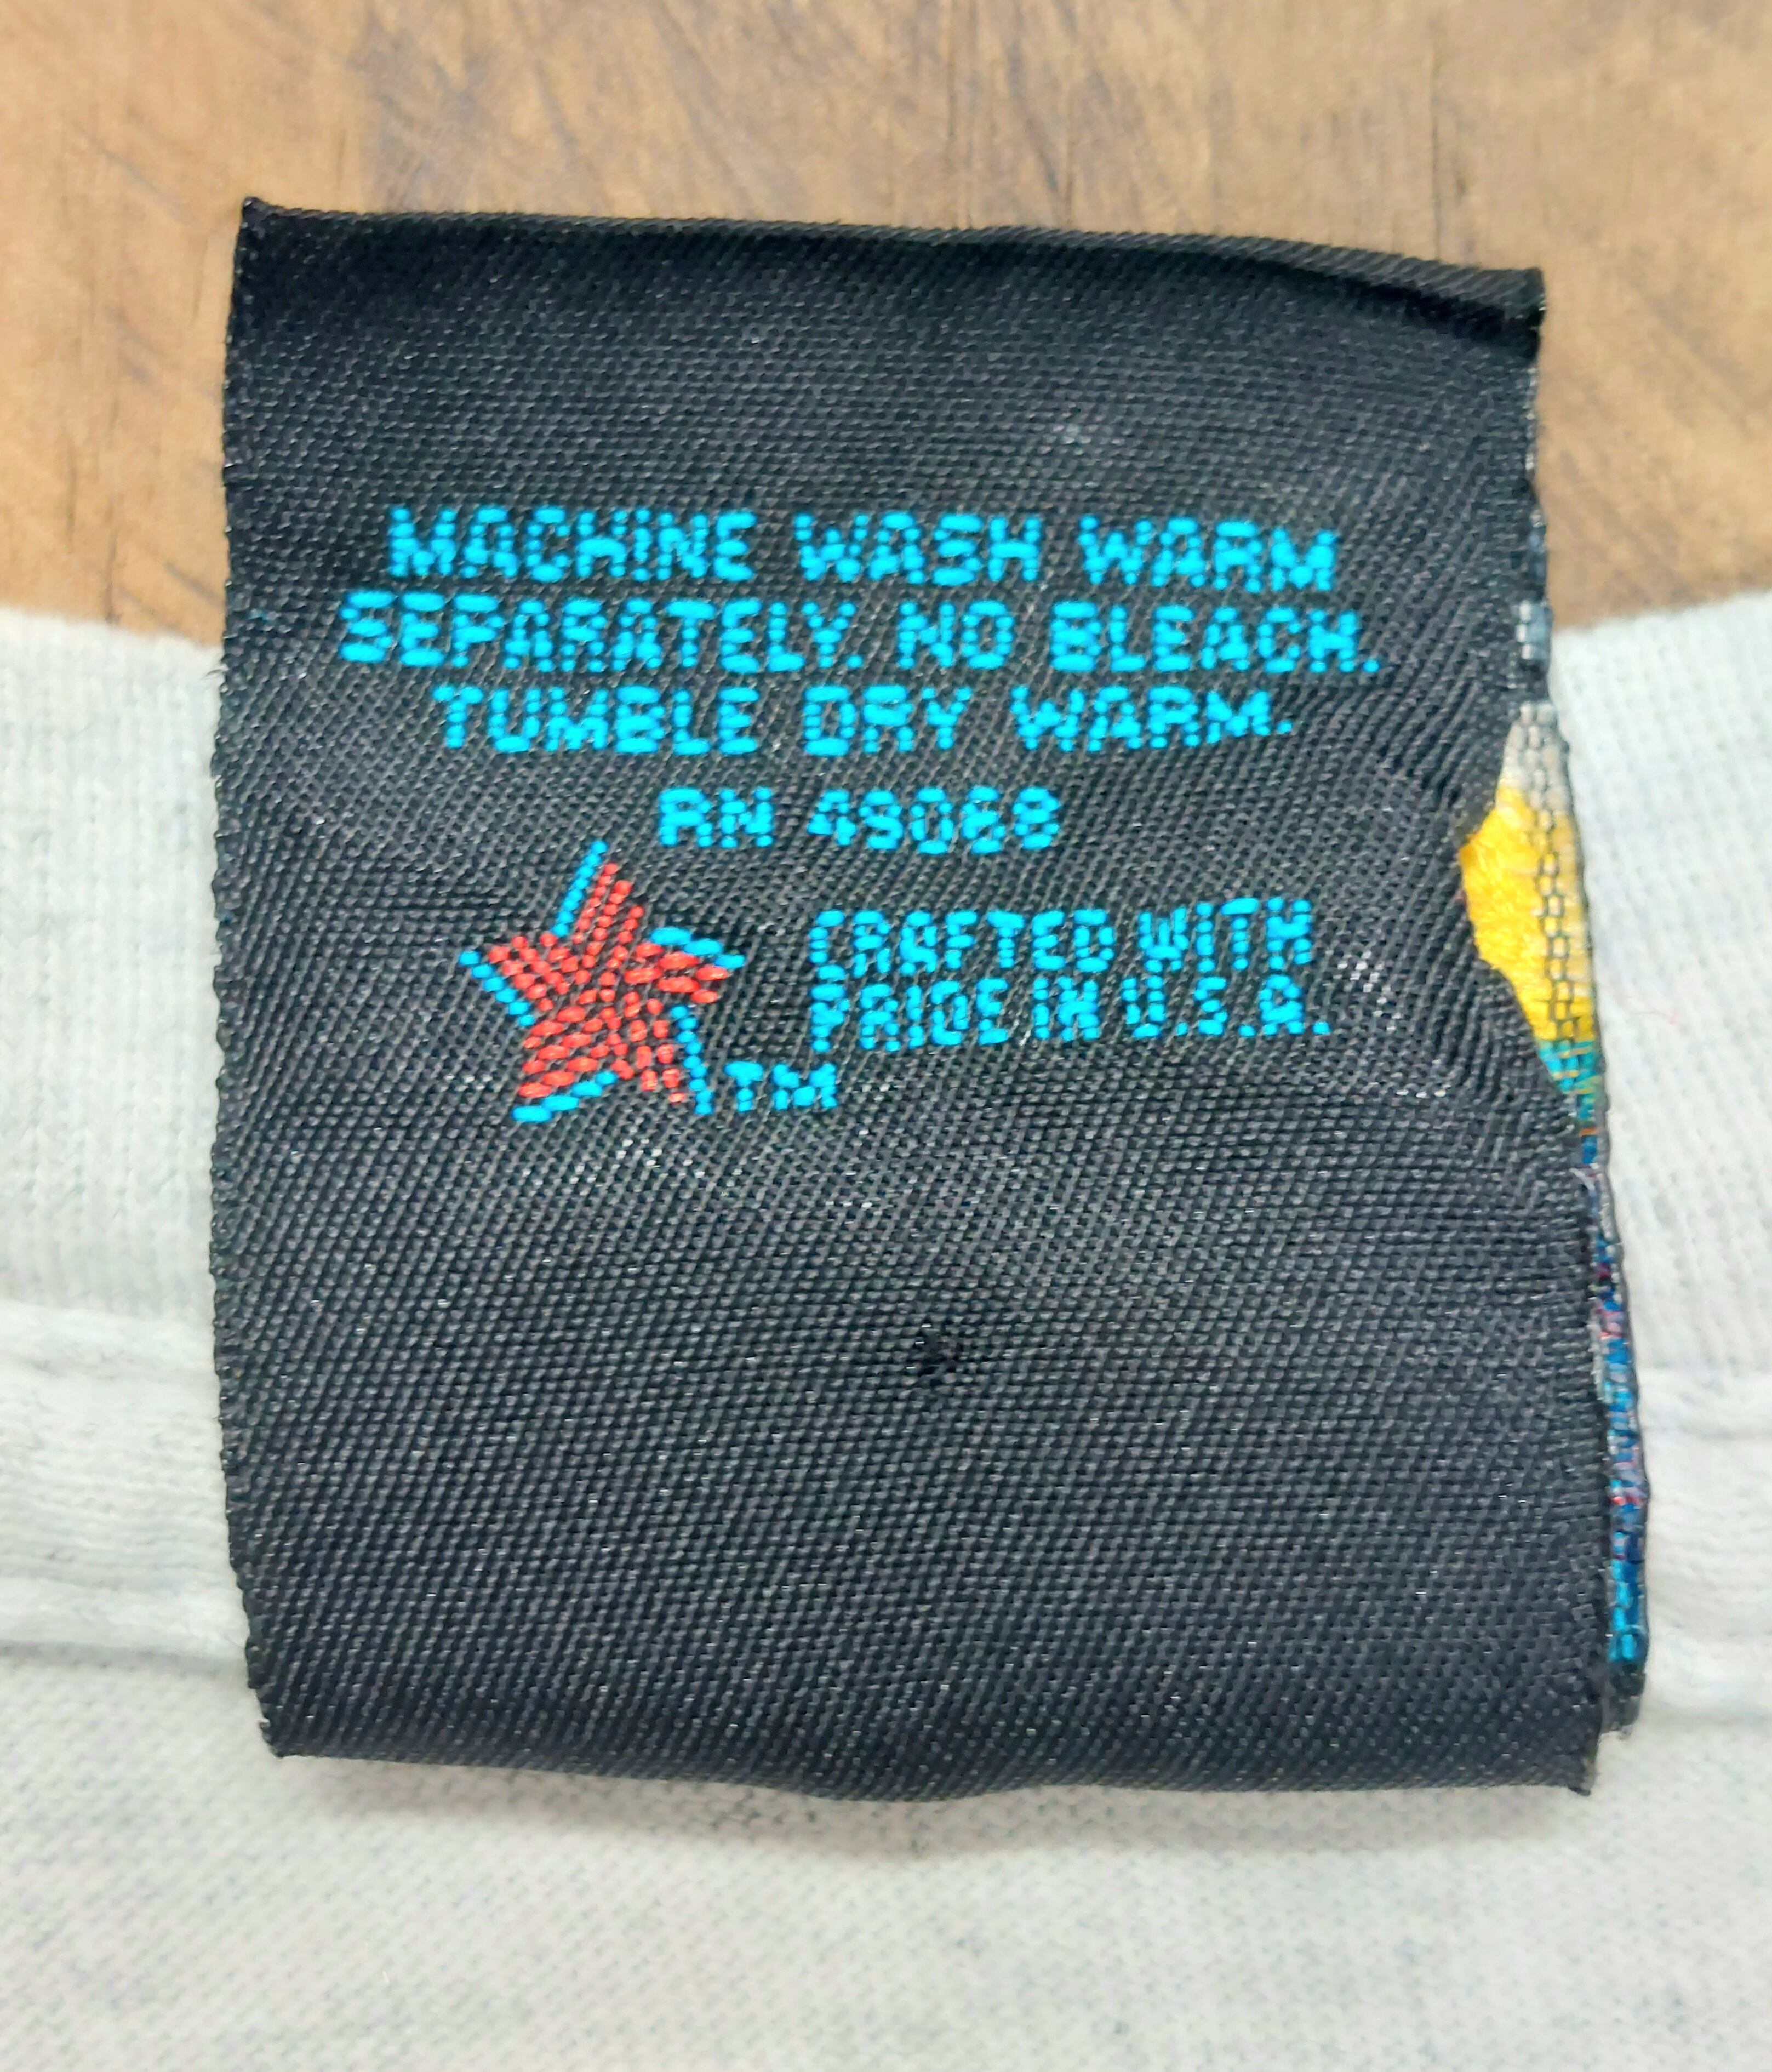 MACHINE WASH WARM
SEPARATELY. NO BLEACH.
TUMBLE DRY WARM.
RN 49068
CRAFTED WITH
PRIDE IN U.S.A.
TM